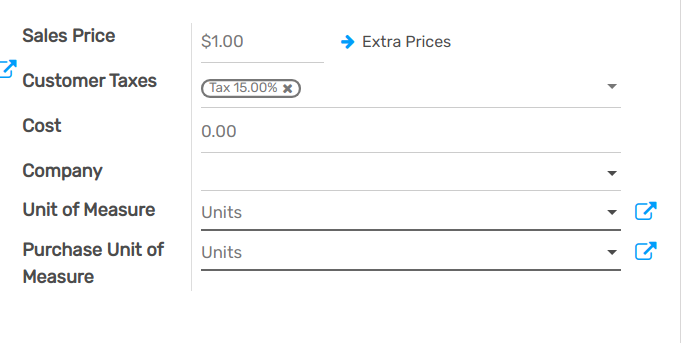 Sales Price $1.00 Extra Prices
Customer Taxes Tax 15.00%
Cost 0.00
Company
Unit of Measure Units
Purchase Unit of Units
Measure